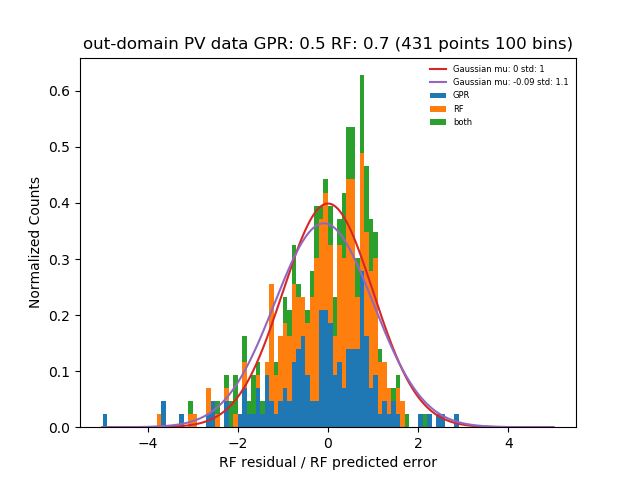 out-domain PV data GPR: 0.5 RF: 0.7 (431 points 100 bins)
Gaussian mu: 0 std: 1
Gaussian mu: -0.09 std: 1.1
GPR
RF
both
Normalized Counts
0.6
0.5
0.4
0.3
0.2
0.1
0.0
−4
−2
0
2
4
RF residual / RF predicted error